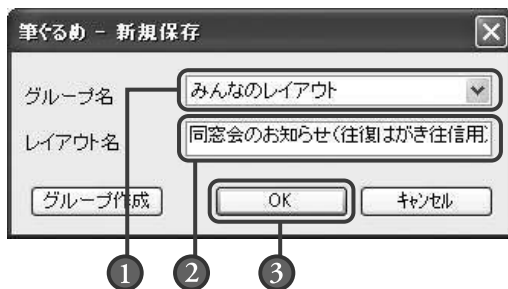 筆ぐるめ - 新規保存
グループ名
みんなのレイアウト
レイアウト名
同窓会のお知らせ(往復はがき往信用)
グループ作成
OK
キャンセル
1
2
3